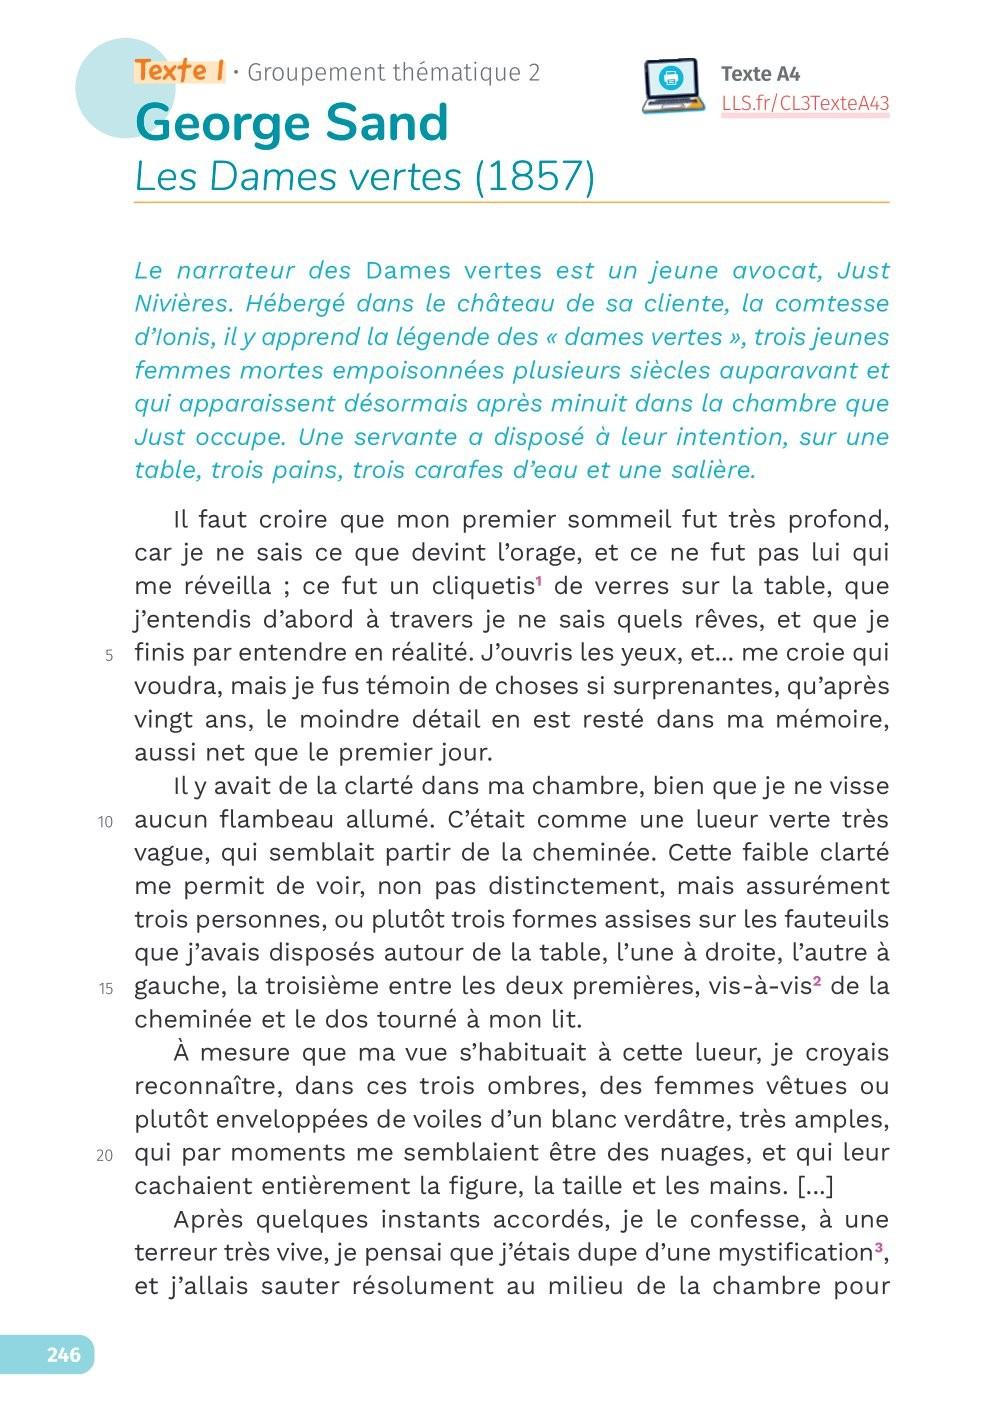 Texte 1 · Groupement thématique 2
George Sand
Les Dames vertes (1857)
Texte A4
LLS.fr/CL3TexteA43
Le narrateur des Dames vertes est un jeune avocat, Just
Nivières. Hébergé dans le château de sa cliente, la comtesse
d’Ionis, il y apprend la légende des « dames vertes », trois jeunes
femmes mortes empoisonnées plusieurs siècles auparavant et
qui apparaissent désormais après minuit dans la chambre que
Just occupe. Une servante a disposé à leur intention, sur une
table, trois pains, trois carafes d’eau et une salière.
Il faut croire que mon premier sommeil fut très profond,
car je ne sais ce que devint l’orage, et ce ne fut pas lui qui
me réveilla ; ce fut un cliquetis¹ de verres sur la table, que
j’entendis d’abord à travers je ne sais quels rêves, et que je
5 finis par entendre en réalité. J’ouvris les yeux, et... me croie qui
voudra, mais je fus témoin de choses si surprenantes, qu’après
vingt ans, le moindre détail en est resté dans ma mémoire,
aussi net que le premier jour.
Il y avait de la clarté dans ma chambre, bien que je ne visse
10 aucun flambeau allumé. C’était comme une lueur verte très
vague, qui semblait partir de la cheminée. Cette faible clarté
me permit de voir, non pas distinctement, mais assurément
trois personnes, ou plutôt trois formes assises sur les fauteuils
que j’avais disposés autour de la table, l’une à droite, l’autre à
15 gauche, la troisième entre les deux premières, vis-à-vis² de la
cheminée et le dos tourné à mon lit.
À mesure que ma vue s’habituait à cette lueur, je croyais
reconnaître, dans ces trois ombres, des femmes vêtues ou
plutôt enveloppées de voiles d’un blanc verdâtre, très amples,
20 qui par moments me semblaient être des nuages, et qui leur
cachaient entièrement la figure, la taille et les mains. [...]
Après quelques instants accordés, je le confesse, à une
terreur très vive, je pensai que j’étais dupe d’une mystification³,
et j’allais sauter résolument au milieu de la chambre pour
246